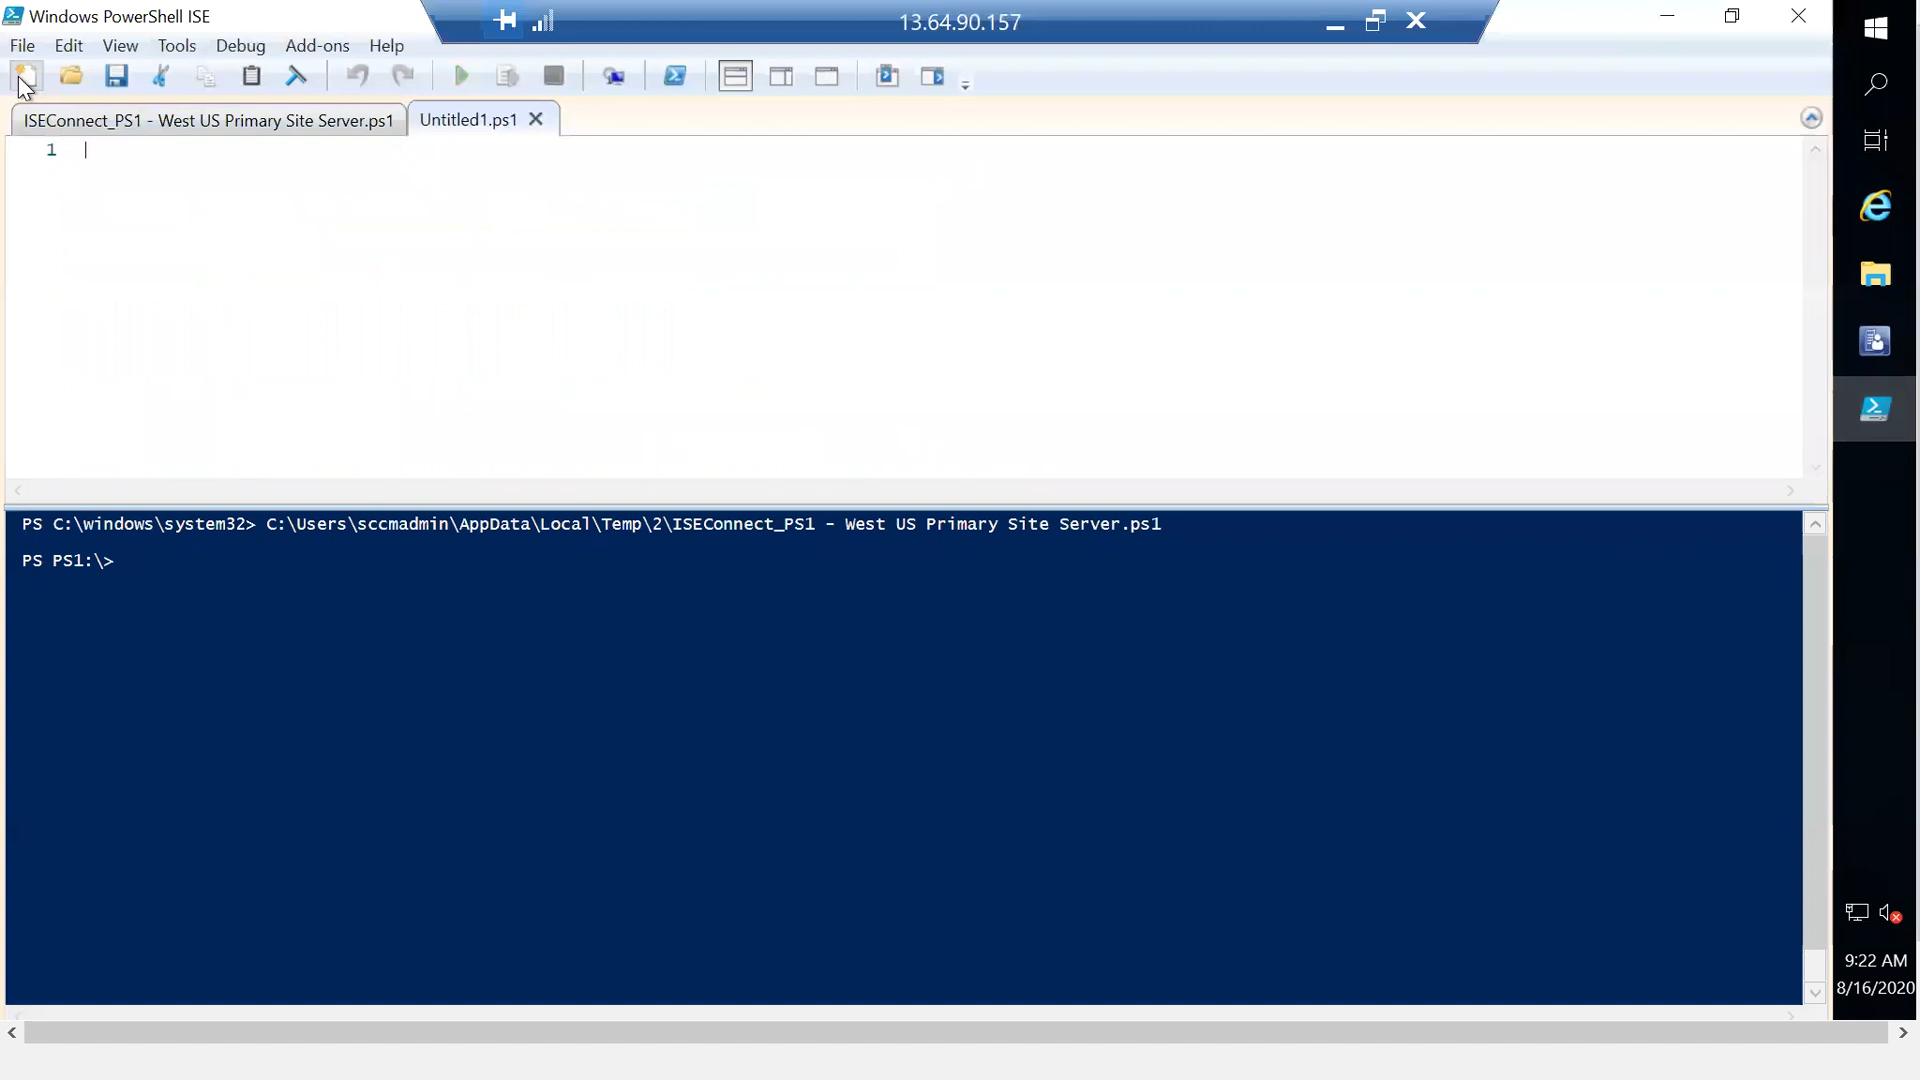 Windows PowerShell ISE
13.64.90.157
File Edit View Tools Debug Add-ons Help
ISEConnect_PS1 - West US Primary Site Server.ps1
Untitled1.ps1
1
PS C:\windows\system32> C:\Users\sccmadmin\AppData\Local\Temp\2\ISEConnect_PS1 - West US Primary Site Server.ps1
PS PS1:\>
9:22 AM
8/16/2020